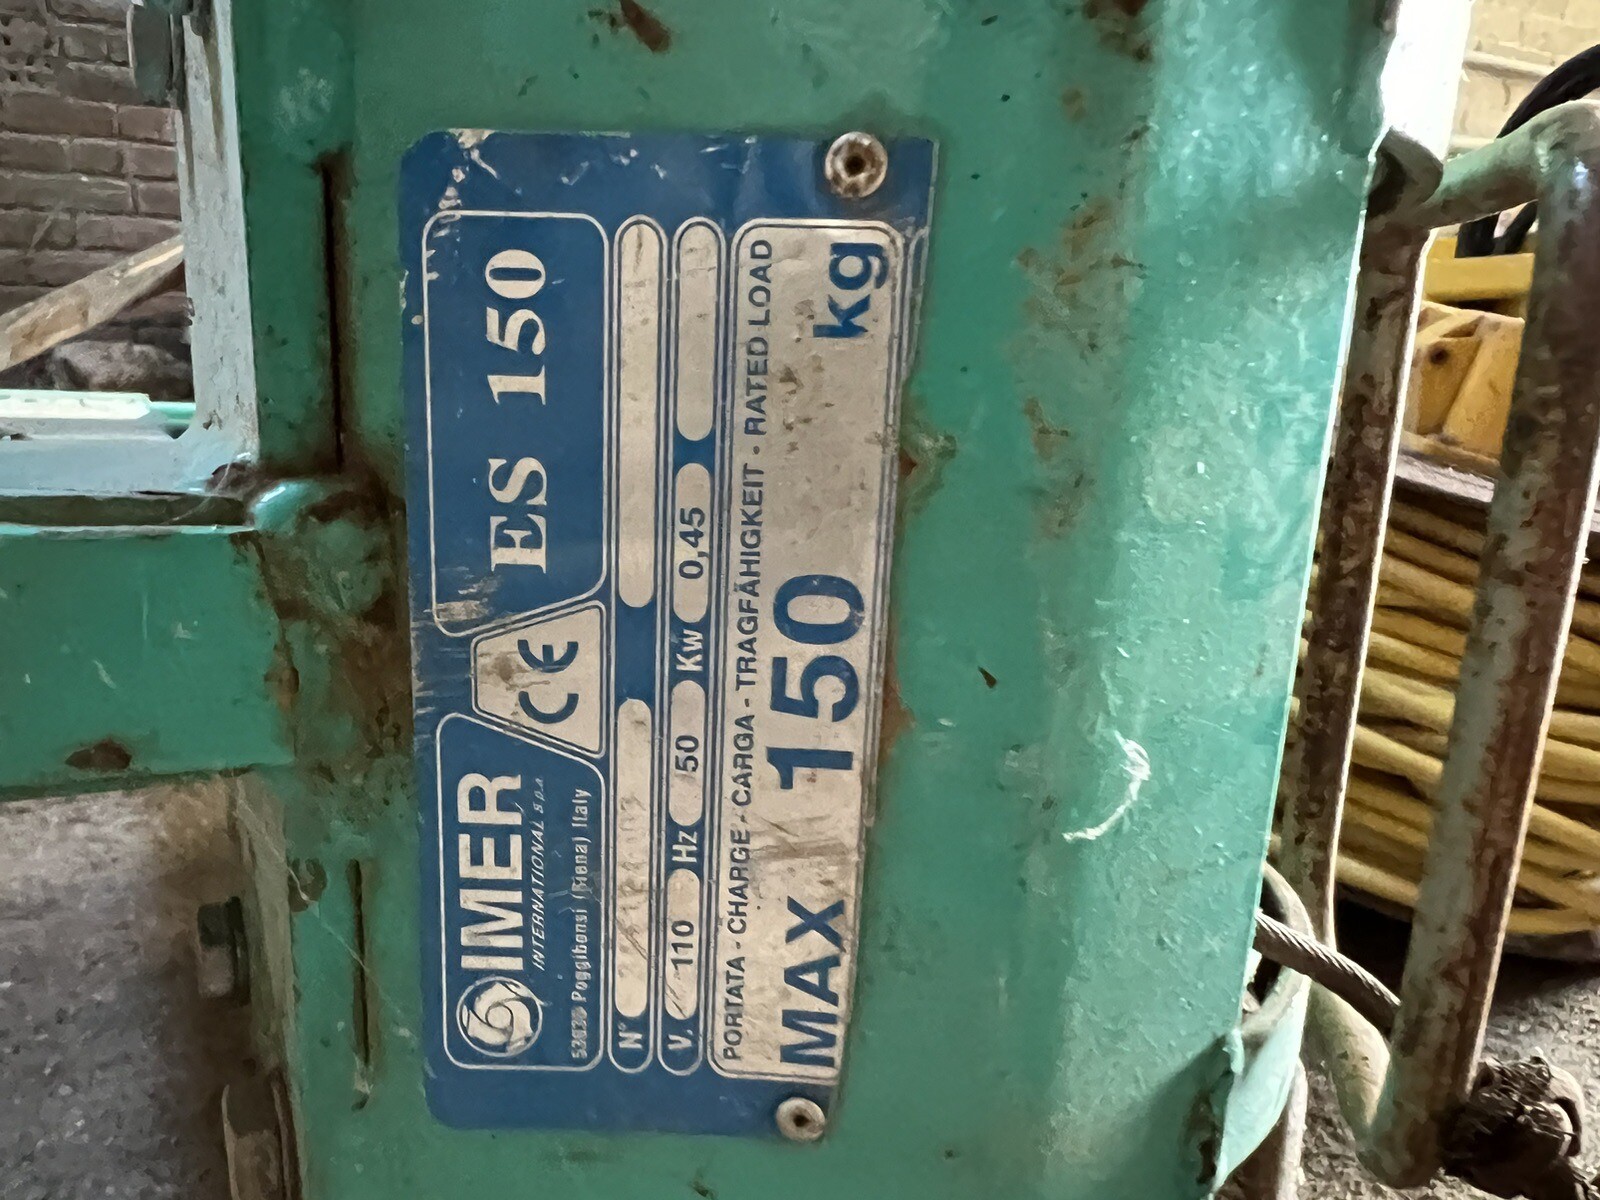 IMER
INTERNATIONAL s.p.a.
(Siena) Italy
CE
ES 150
N°
V. 110 Hz 50 Kw 0,45
PORTATA - CHARGE - CARGA - TRAGFÄHIGKEIT - RATED LOAD
MAX 150 kg